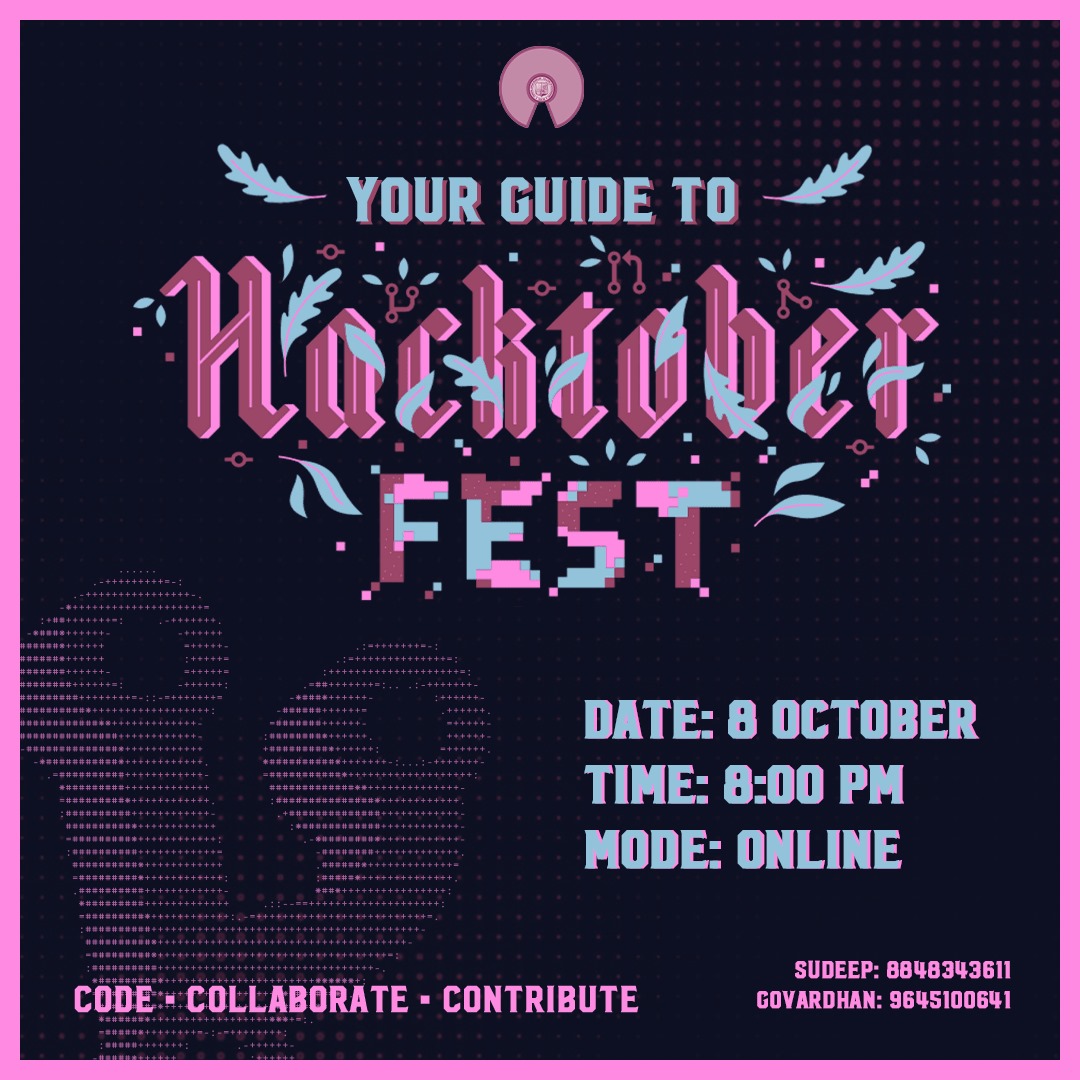 YOUR GUIDE TO
Hacktober
FEST
DATE: 8 OCTOBER
TIME: 8:00 PM
MODE: ONLINE
SUDEEP: 8848343611
GOVARDHAN: 9645100641
CODE ▪ COLLABORATE ▪ CONTRIBUTE